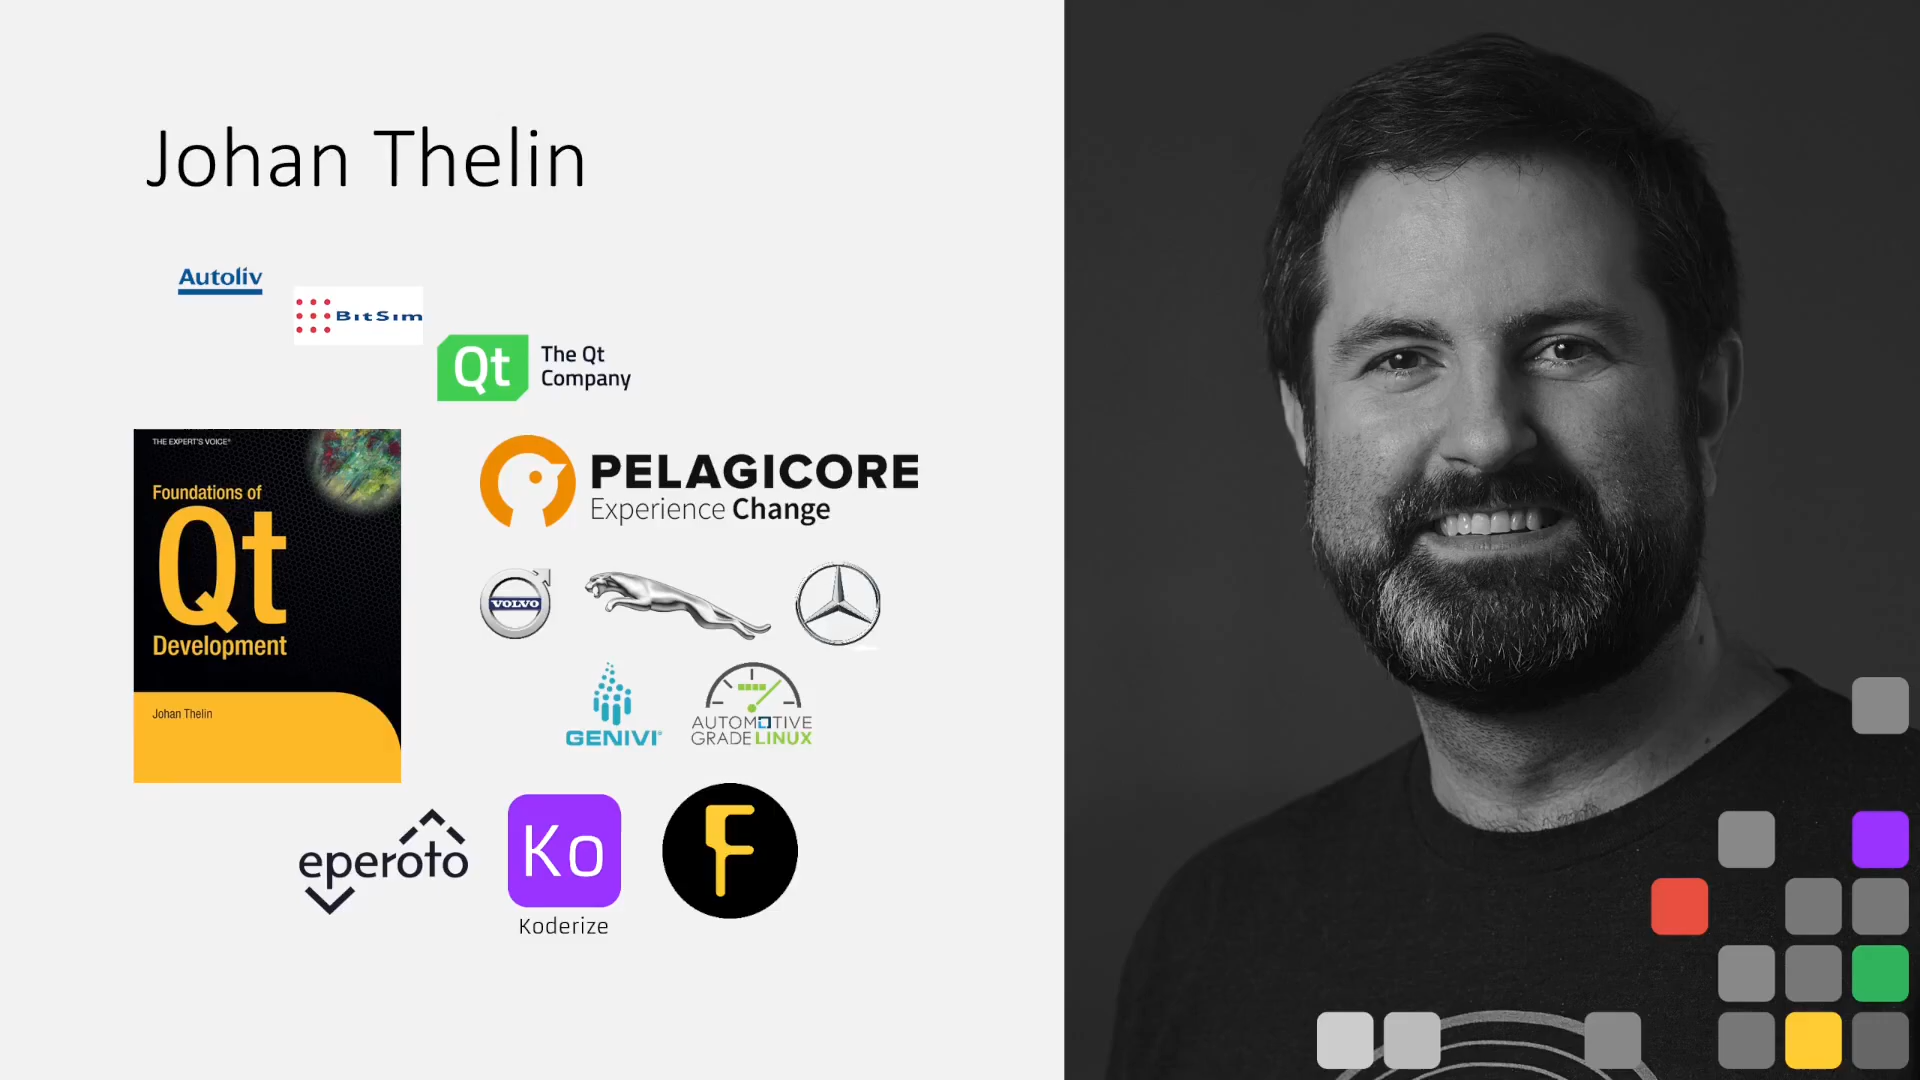 Johan Thelin
Autoliv
BitSim
Qt
The Qt
Company
THE EXPERT'S VOICE®
Foundations of
Qt
Development
Johan Thelin
PELAGICORE
Experience Change
VOLVO
GENIVI®
AUTOMOTIVE
GRADE LINUX
eperoto
Ko
Koderize
F